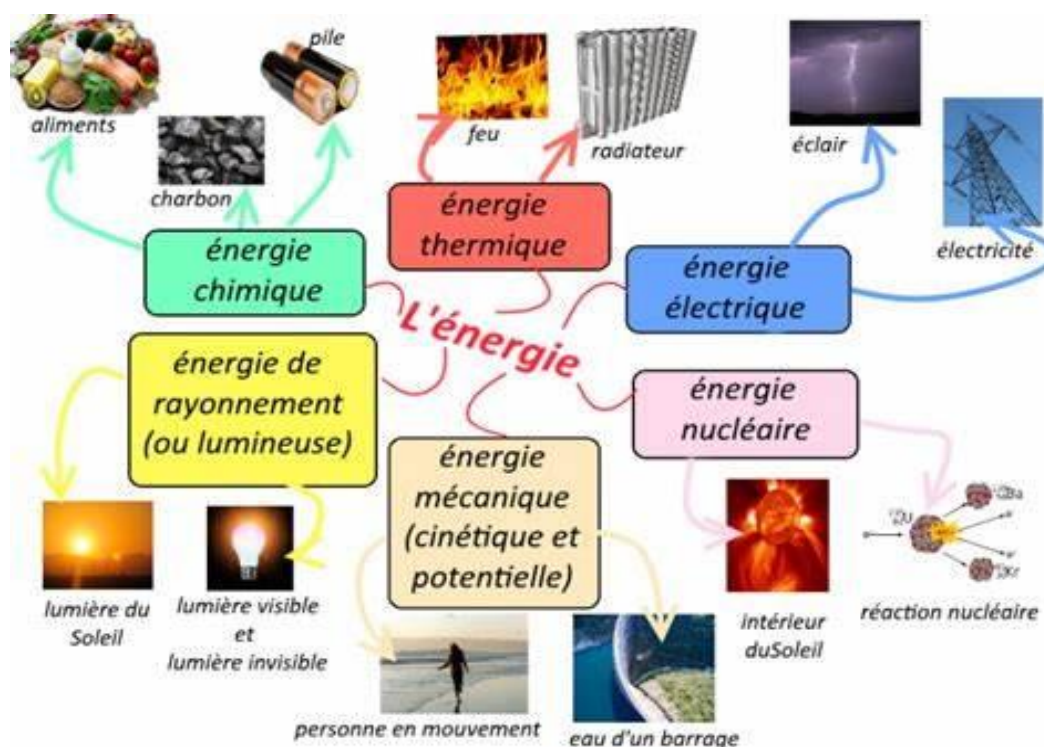 pile
aliments
charbon
feu
radiateur
éclair
électricité
énergie
chimique
énergie
thermique
énergie
électrique
L'énergie
énergie de
rayonnement
(ou lumineuse)
énergie
mécanique
(cinétique et
potentielle)
énergie
nucléaire
lumière du
Soleil
lumière visible
et
lumière invisible
personne en mouvement
eau d'un barrage
intérieur
duSoleil
réaction nucléaire